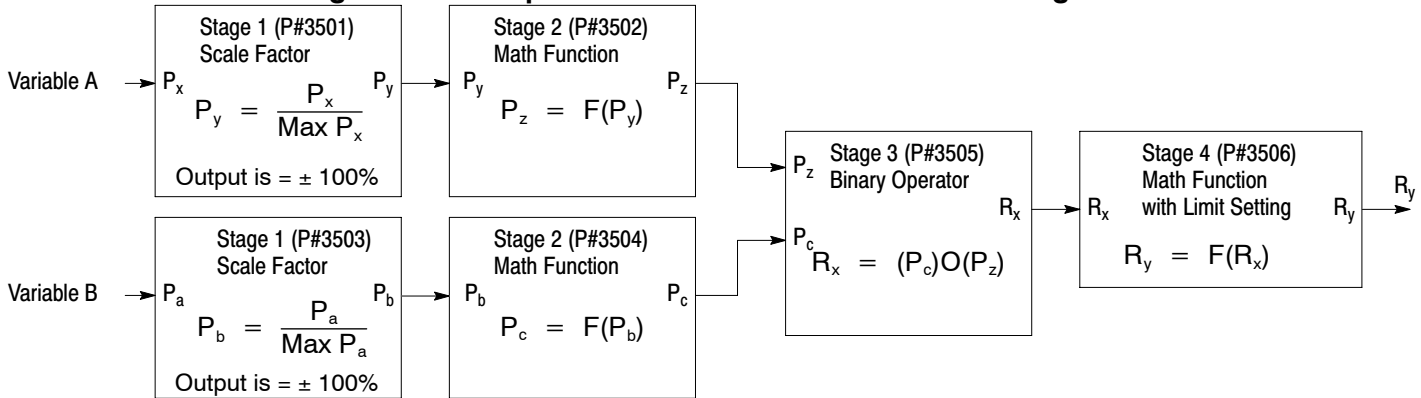 Stage 1 (P#3501)
Scale Factor
Variable A
Px
Py
Py = Px / Max Px
Output is = ± 100%
Stage 2 (P#3502)
Math Function
Py
Pz
Pz = F(Py)
Stage 1 (P#3503)
Scale Factor
Variable B
Pa
Pb
Pb = Pa / Max Pa
Output is = ± 100%
Stage 2 (P#3504)
Math Function
Pb
Pc
Pc = F(Pb)
Stage 3 (P#3505)
Binary Operator
Pz
Pc
Rx
Rx = (Pc)O(Pz)
Stage 4 (P#3506)
Math Function
with Limit Setting
Rx
Ry
Ry = F(Rx)
Ry